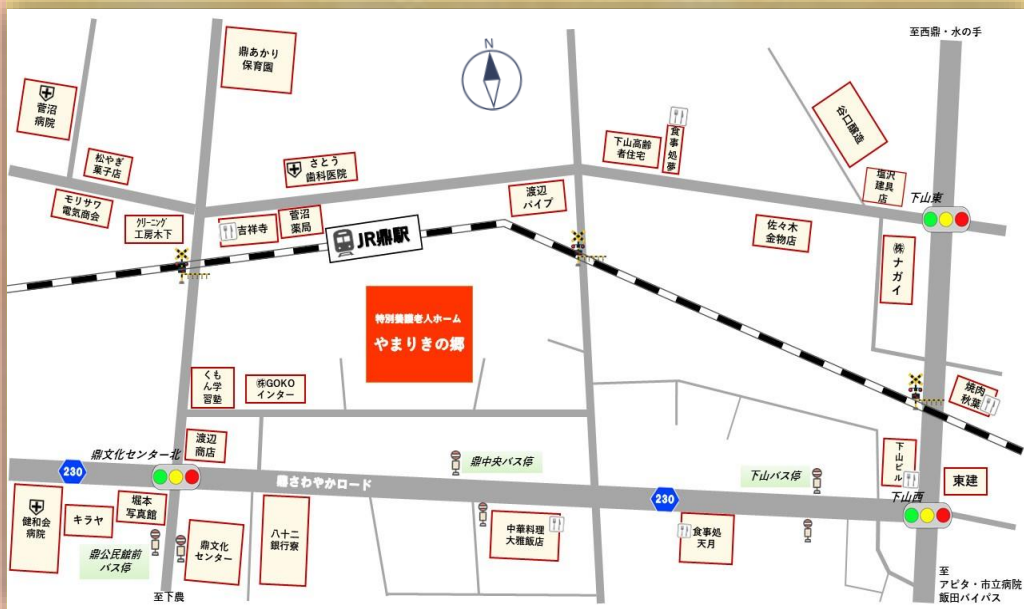 至西鼎・水の手
N
鼎あかり
保育園
菅沼
病院
谷口醸造
食事処夢
下山高齢
者住宅
松やぎ
菓子店
さとう
歯科医院
塩沢
建具
店
下山東
モリサワ
電気商会
渡辺
パイプ
クリーニング
工房木下
吉祥寺
菅沼
薬局
JR鼎駅
佐々木
金物店
㈱ナガイ
特別養護老人ホーム
やまりきの郷
くも
ん学
習塾
㈱GOKO
インター
焼肉
秋葉
渡辺
商店
鼎文化センター北
230
鼎中央バス停
下山バス停
下山ビル
東建
鼎さわやかロード
230
下山西
健和会
病院
キラヤ
堀本
写真館
鼎文化
センター
八十二
銀行寮
中華料理
大雅飯店
食事処
天月
鼎公民館前
バス停
至下農
至
アピタ・市立病院
飯田バイパス